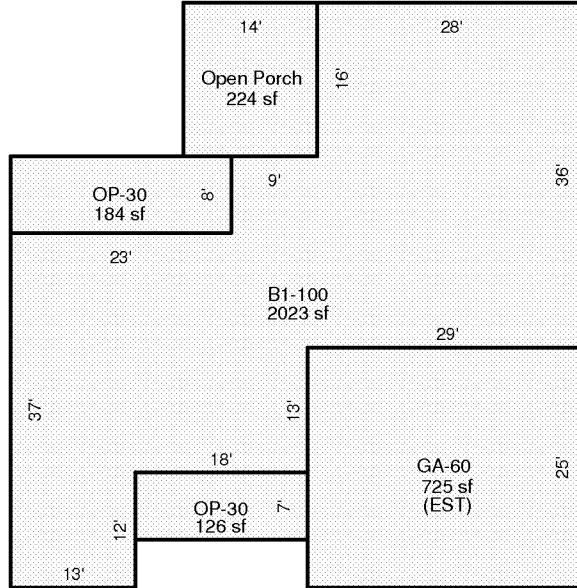 14'
28'
Open Porch
224 sf
16'
36'
9'
OP-30
184 sf
8'
23'
B1-100
2023 sf
29'
37'
13'
18'
GA-60
725 sf
(EST)
25'
OP-30
126 sf
7'
12'
13'